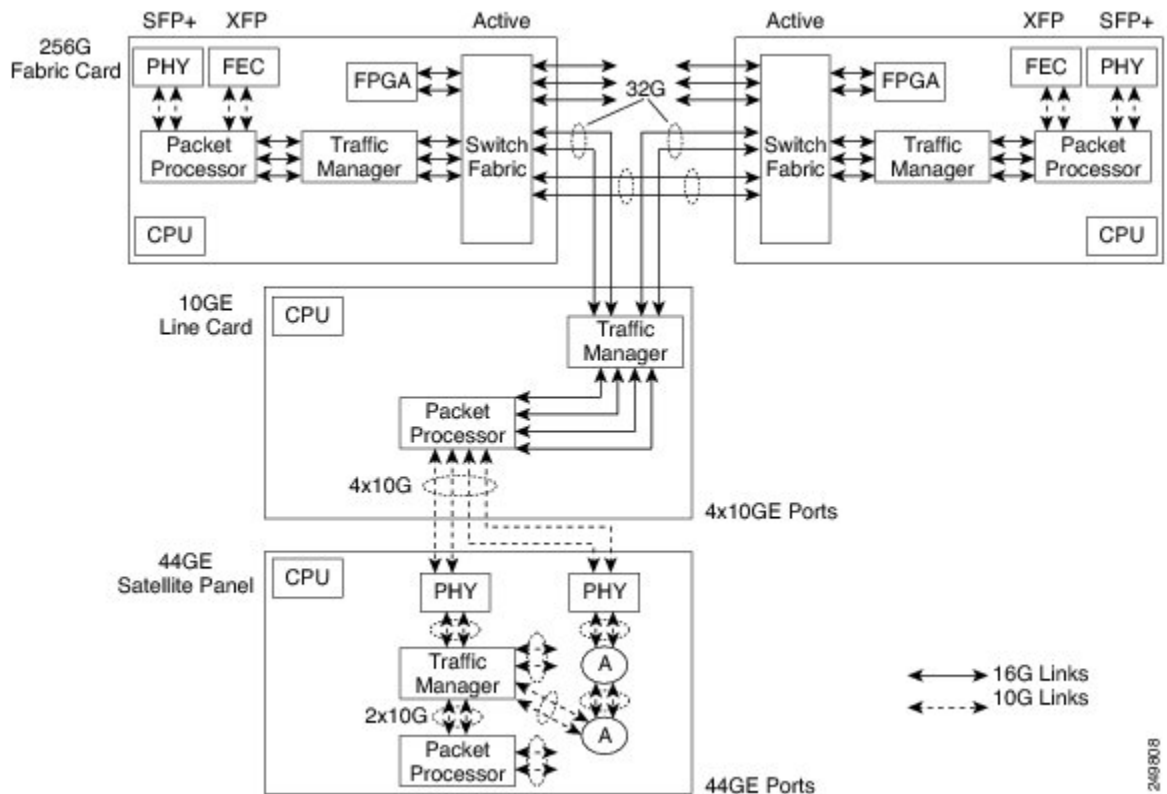 SFP+ XFP Active Active XFP SFP+
256G
Fabric Card
PHY FEC FPGA 32G FPGA FEC PHY
Packet
Processor
Traffic
Manager
Switch
Fabric
Switch
Fabric
Traffic
Manager
Packet
Processor
CPU CPU
10GE
Line Card
CPU
Traffic
Manager
Packet
Processor
4x10G
4x10GE Ports
44GE
Satellite Panel
CPU
PHY PHY
Traffic
Manager
A
2x10G
A
Packet
Processor
16G Links
10G Links
44GE Ports
249808